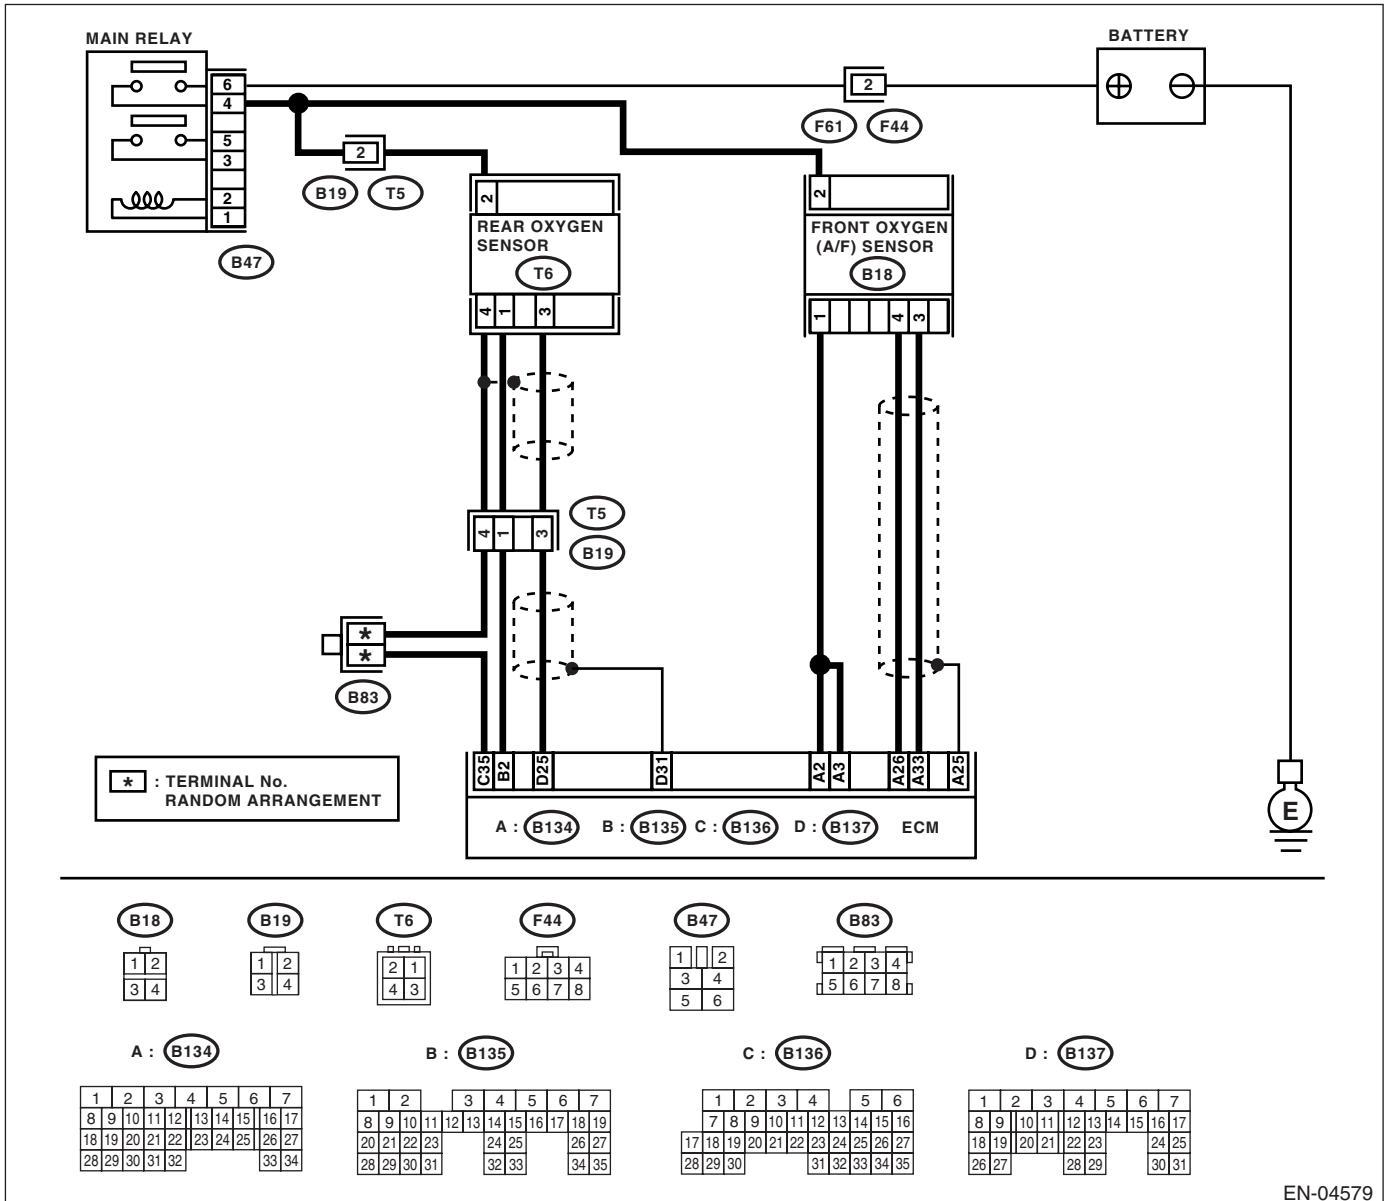 MAIN RELAY
BATTERY
6
4
5
3
2
1
2
2
F61 F44
B19 T5
B47
2
REAR OXYGEN
SENSOR
T6
4 1 3
2
FRONT OXYGEN
(A/F) SENSOR
B18
1 4 3
4 1 3
T5
B19
*
*
B83
* : TERMINAL No.
RANDOM ARRANGEMENT
C35 B2 D25 D31 A2 A3 A26 A33 A25
A : B134 B : B135 C : B136 D : B137 ECM
E
B18 B19 T6 F44 B47 B83
1 2
3 4
1 2
3 4
2 1
4 3
1 2 3 4
5 6 7 8
1 2
3 4
5 6
1 2 3 4
5 6 7 8
A : B134
1 2 3 4 5 6 7
8 9 10 11 12 13 14 15 16 17
18 19 20 21 22 23 24 25 26 27
28 29 30 31 32 33 34
B : B135
1 2 3 4 5 6 7
8 9 10 11 12 13 14 15 16 17 18 19
20 21 22 23 24 25 26 27
28 29 30 31 32 33 34 35
C : B136
1 2 3 4 5 6
7 8 9 10 11 12 13 14 15 16
17 18 19 20 21 22 23 24 25 26 27
28 29 30 31 32 33 34 35
D : B137
1 2 3 4 5 6 7
8 9 10 11 12 13 14 15 16 17
18 19 20 21 22 23 24 25
26 27 28 29 30 31
EN-04579